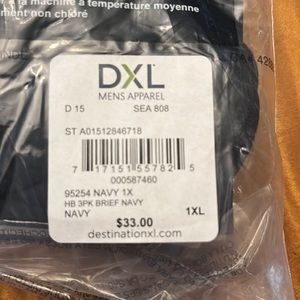 à la machine à température moyenne
ment non chloré
DXL
MENS APPAREL
D 15 SEA 808
ST A01512846718
7 17151 55782 5
000587460
95254 NAVY 1X
HB 3PK BRIEF NAVY
NAVY 1XL
$33.00
destinationxl.com